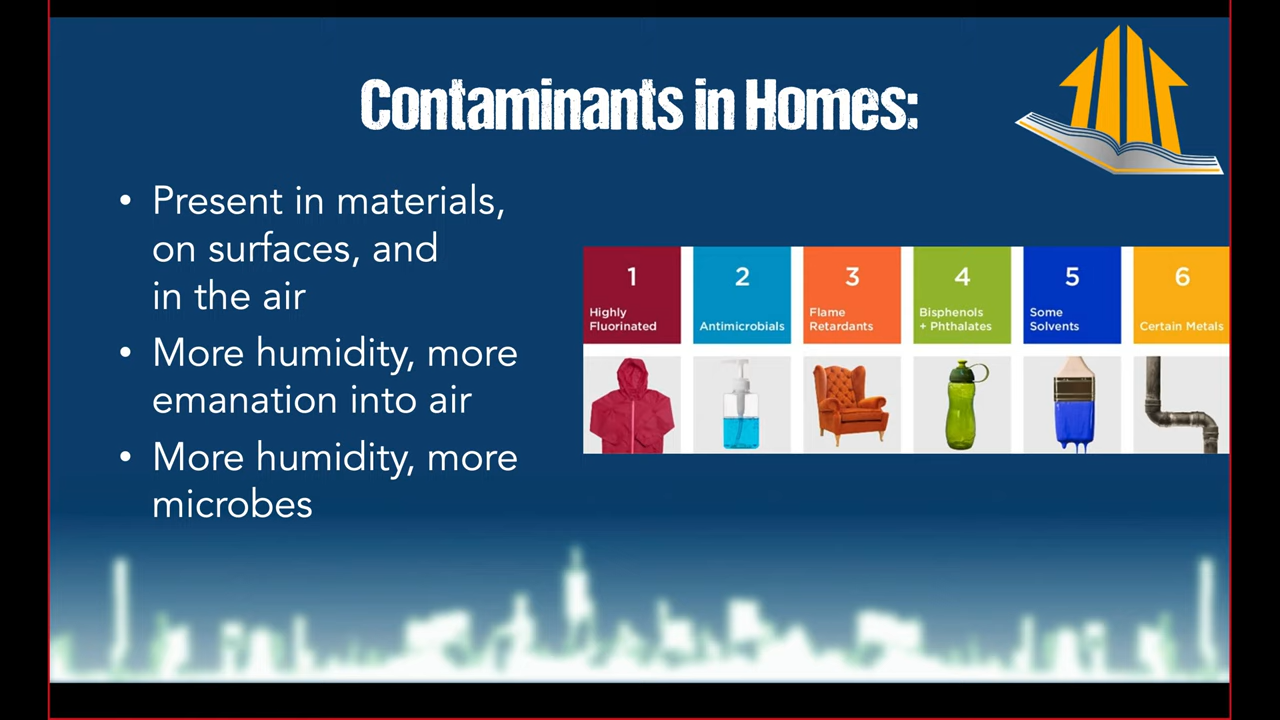 Contaminants in Homes:
• Present in materials,
on surfaces, and
in the air
• More humidity, more
emanation into air
• More humidity, more
microbes
1
Highly
Fluorinated
2
Antimicrobials
3
Flame
Retardants
4
Bisphenols
+ Phthalates
5
Some
Solvents
6
Certain Metals